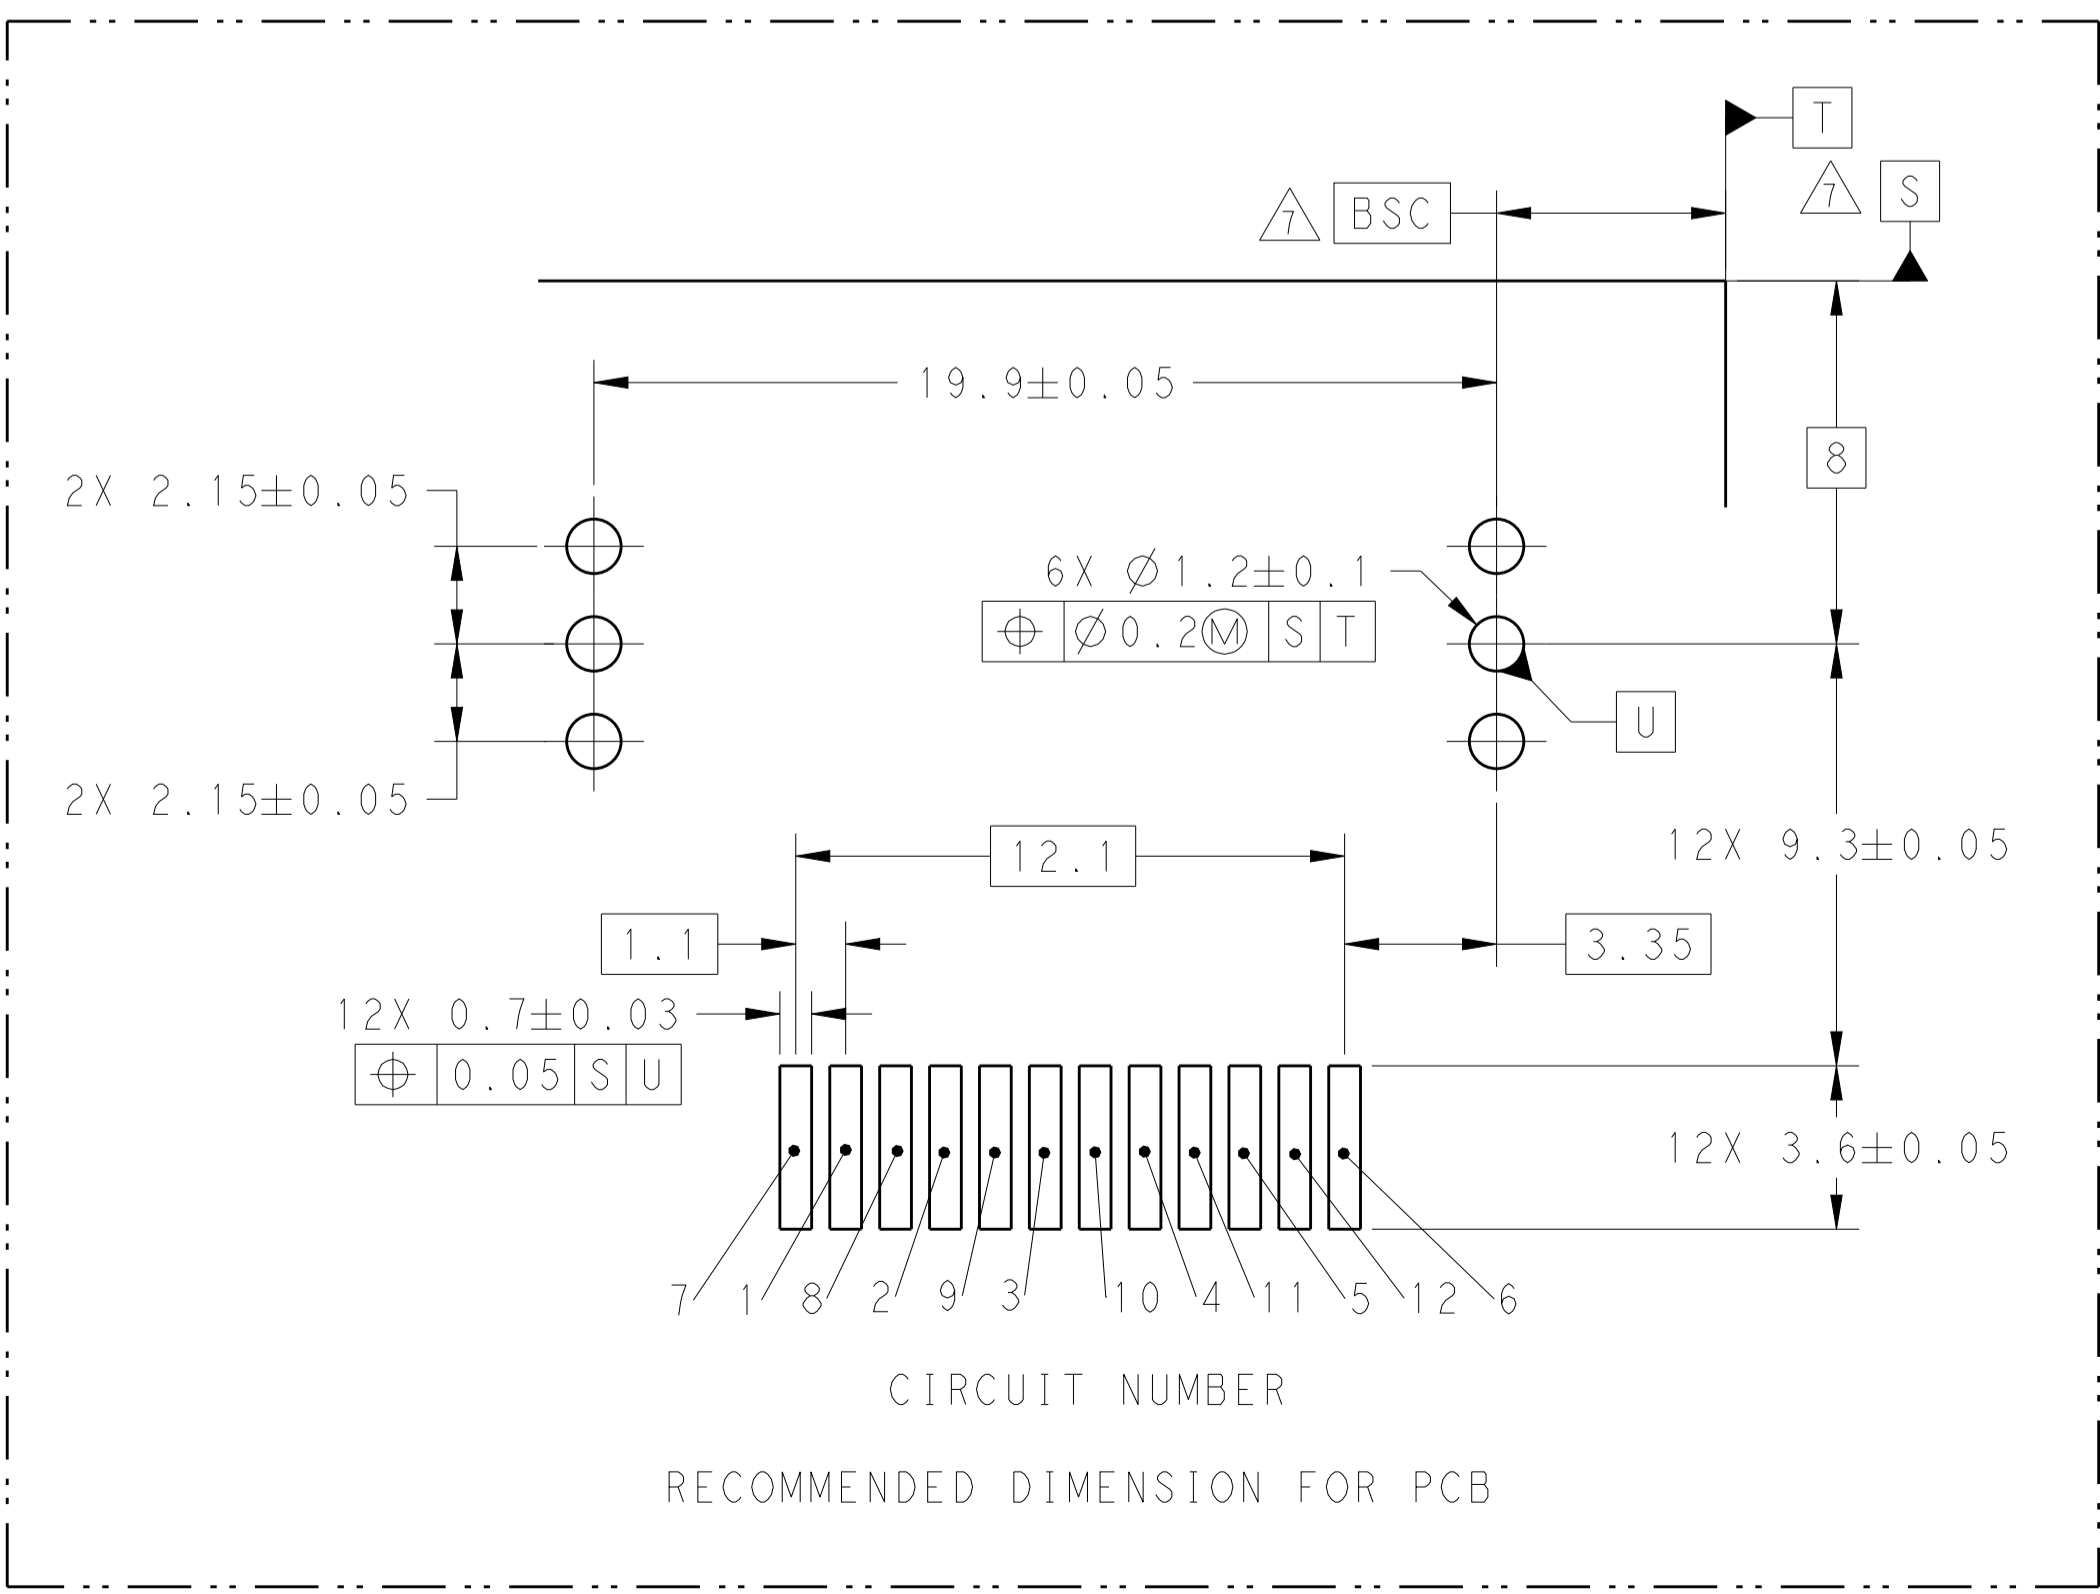 T
7 BSC
7 S
19.9±0.05
8
2X 2.15±0.05
6X Ø1.2±0.1
⌖ Ø0.2Ⓜ S T
U
2X 2.15±0.05
12.1
12X 9.3±0.05
1.1
3.35
12X 0.7±0.03
⌖ 0.05 S U
12X 3.6±0.05
7 1 8 2 9 3 10 4 11 5 12 6
CIRCUIT NUMBER
RECOMMENDED DIMENSION FOR PCB